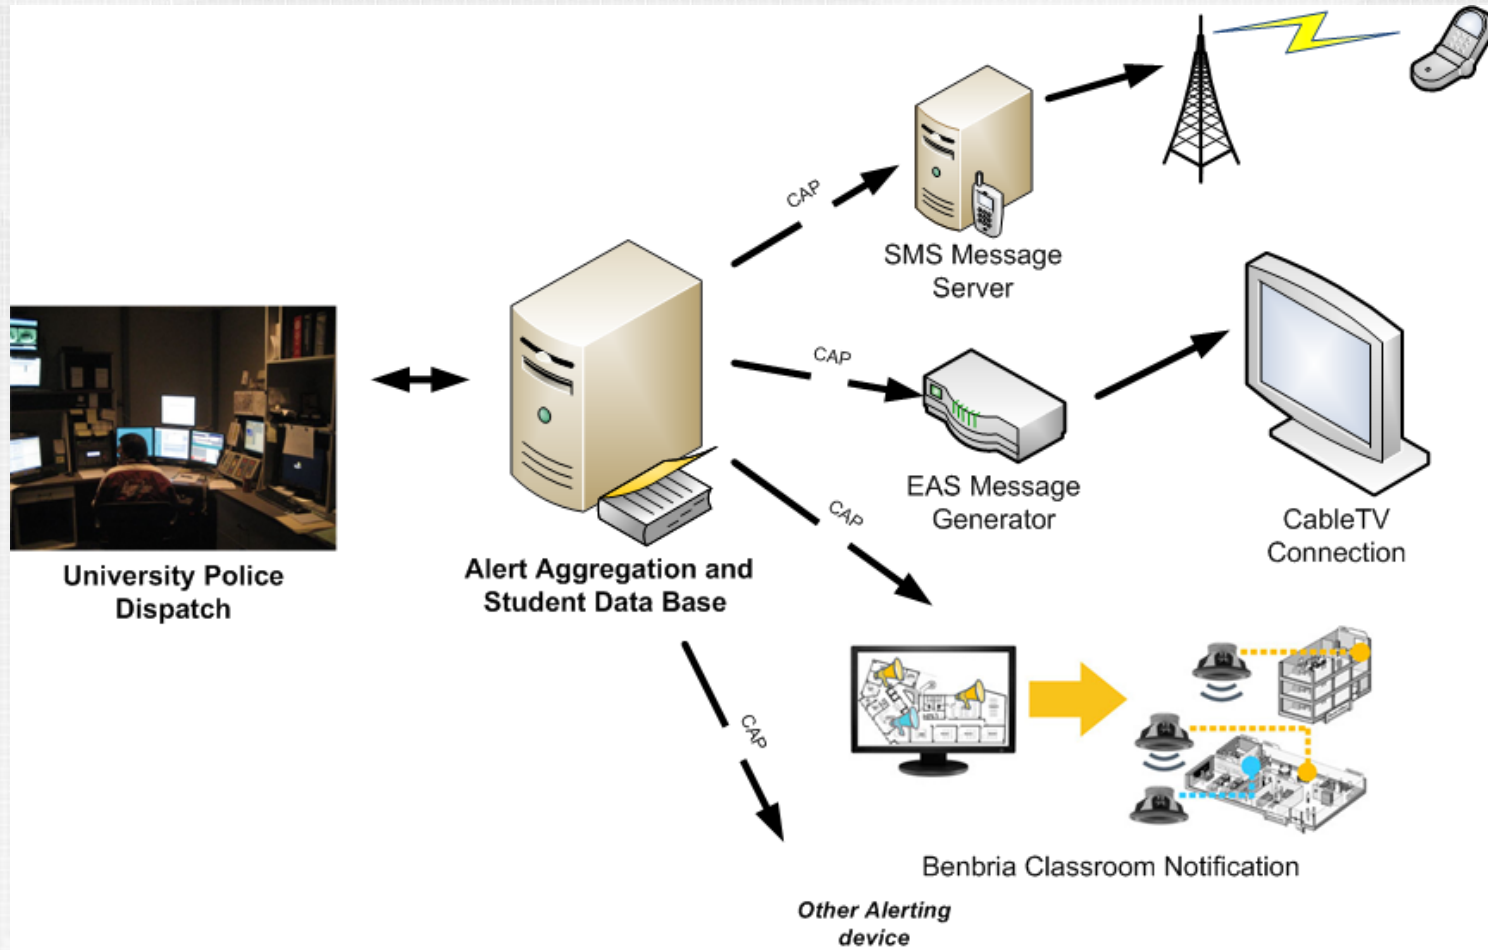 CAP
SMS Message
Server
CAP
EAS Message
Generator
CableTV
Connection
University Police
Dispatch
Alert Aggregation and
Student Data Base
CAP
CAP
Benbria Classroom Notification
Other Alerting
device